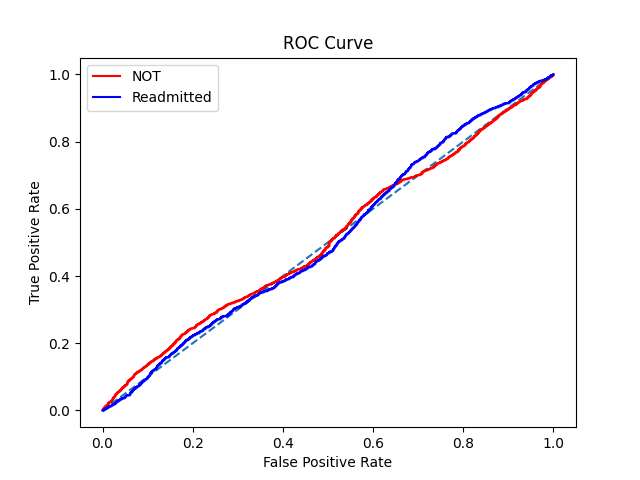 ROC Curve
NOT
Readmitted
1.0
0.8
0.6
0.4
0.2
0.0
True Positive Rate
0.0 0.2 0.4 0.6 0.8 1.0
False Positive Rate